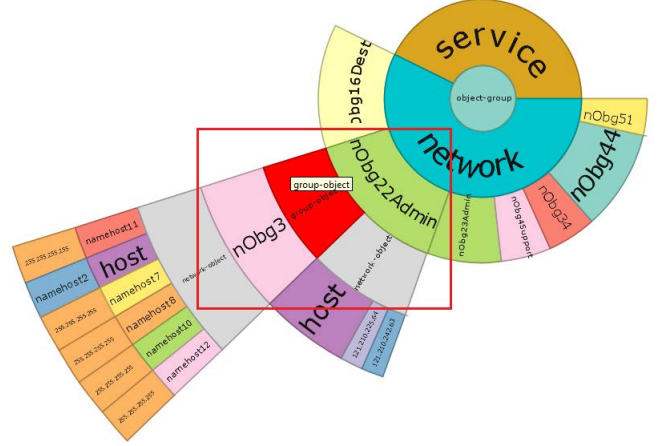 service
object-group
network
nObg51
nObg44
nObg34
nObg4Support
nObg23Admin
nObg22Admin
Obg16Dest
group-object
group-object
network-object
nObg3
host
121.210.225.64
121.210.242.63
network-object
namehost11
host
namehost7
namehost8
namehost10
namehost12
255.255.255.255
namehost2
255.255.255.255
255.255.255.255
255.255.255.255
255.255.255.255